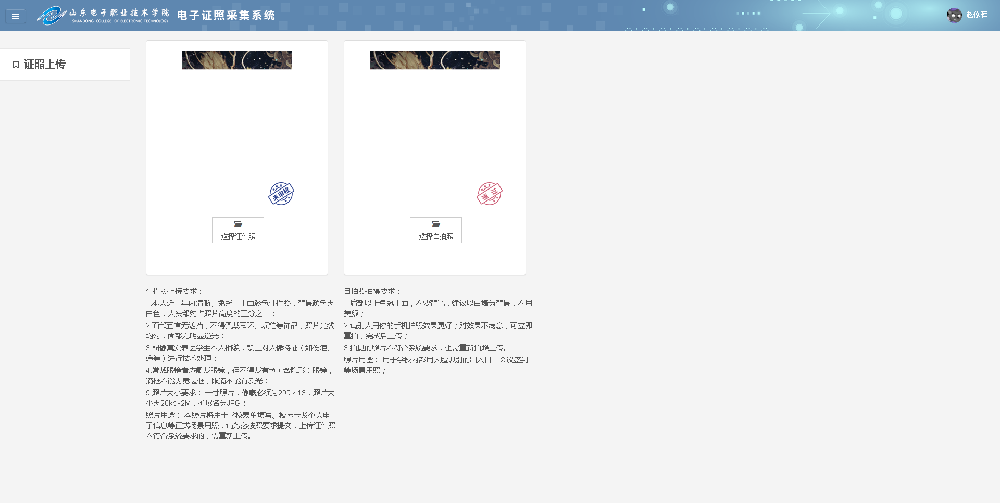 山东电子职业技术学院
SHANDONG COLLEGE OF ELECTRONIC TECHNOLOGY
电子证照采集系统
赵修晖
证照上传
未审核
通过
选择证件照
选择自拍照
证件照上传要求：
1.本人近一年内清晰、免冠、正面彩色证件照，背景颜色为
白色，人头部约占照片高度的三分之二；
2.面部五官无遮挡，不得佩戴耳环、项链等饰品，照片光线
均匀，面部无明显逆光；
3.图像真实表达学生本人相貌，禁止对人像特征（如伤疤、
痣等）进行技术处理；
4.常戴眼镜者应佩戴眼镜，但不得戴有色（含隐形）眼镜，
镜框不能为宽边框，眼镜不能有反光；
5.照片大小要求： 一寸照片，像素必须为295*413，照片大
小为20kb~2M，扩展名为JPG；
照片用途： 本照片将用于学校表单填写、校园卡及个人电
子信息等正式场景用照，请务必按照要求提交，上传证件照
不符合系统要求的，需重新上传。
自拍照拍摄要求：
1.肩部以上免冠正面，不要背光，建议以白墙为背景，不用
美颜；
2.请别人用你的手机拍照效果更好；对效果不满意，可立即
重拍，完成后上传；
3.拍摄的照片不符合系统要求，也需重新拍照上传。
照片用途： 用于学校内部用人脸识别的出入口、会议签到
等场景用照；